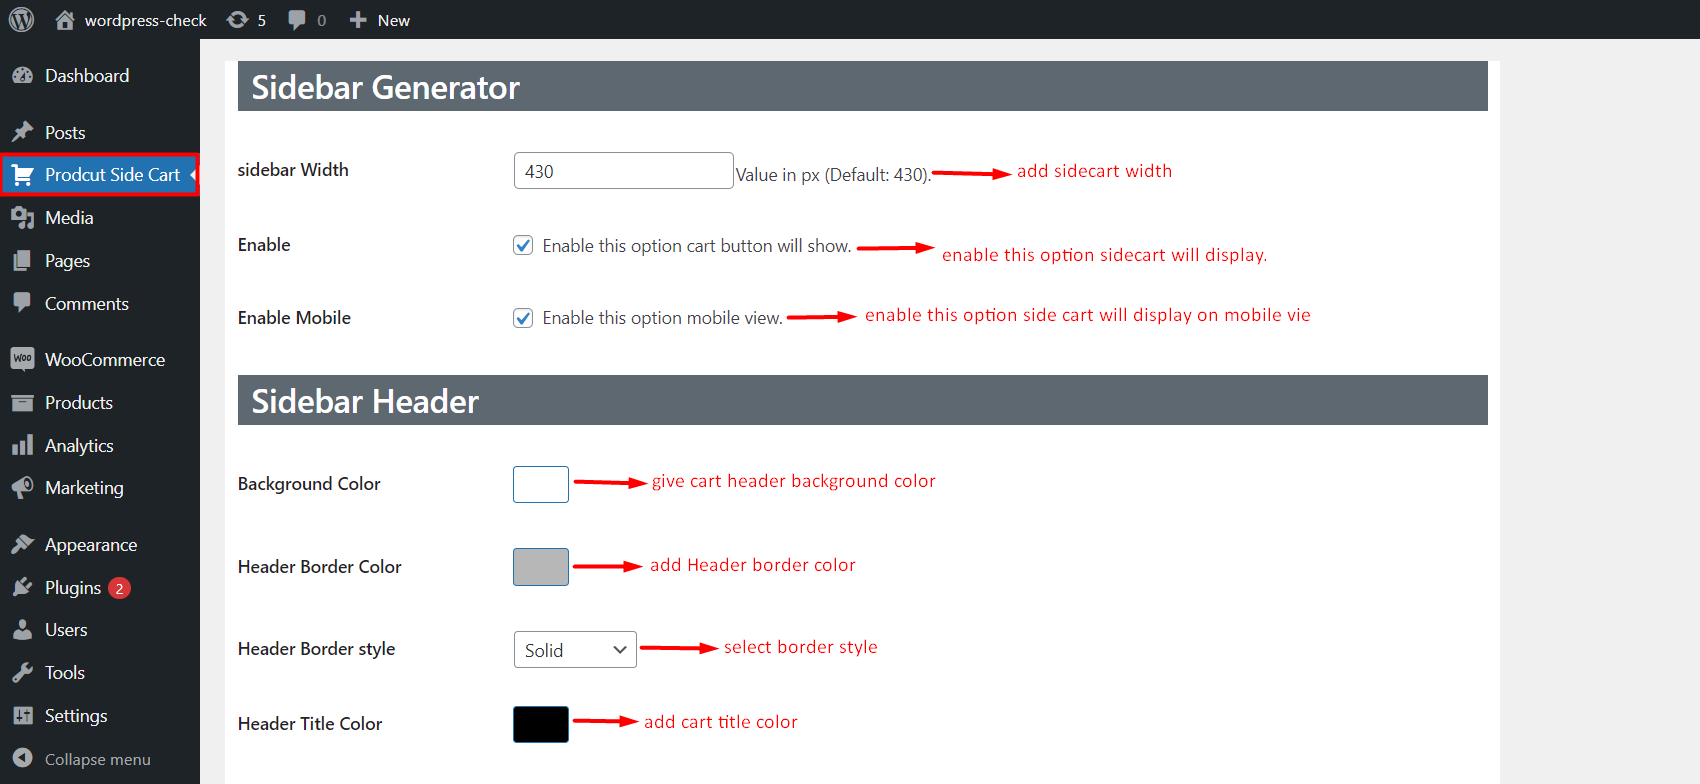 wordpress-check 5 0 New
Dashboard
Posts
Prodcut Side Cart
Media
Pages
Comments
Woo WooCommerce
Products
Analytics
Marketing
Appearance
Plugins 2
Users
Tools
Settings
Collapse menu
Sidebar Generator
sidebar Width 430 Value in px (Default: 430). add sidecart width
Enable Enable this option cart button will show. enable this option sidecart will display.
Enable Mobile Enable this option mobile view. enable this option side cart will display on mobile vie
Sidebar Header
Background Color give cart header background color
Header Border Color add Header border color
Header Border style Solid select border style
Header Title Color add cart title color